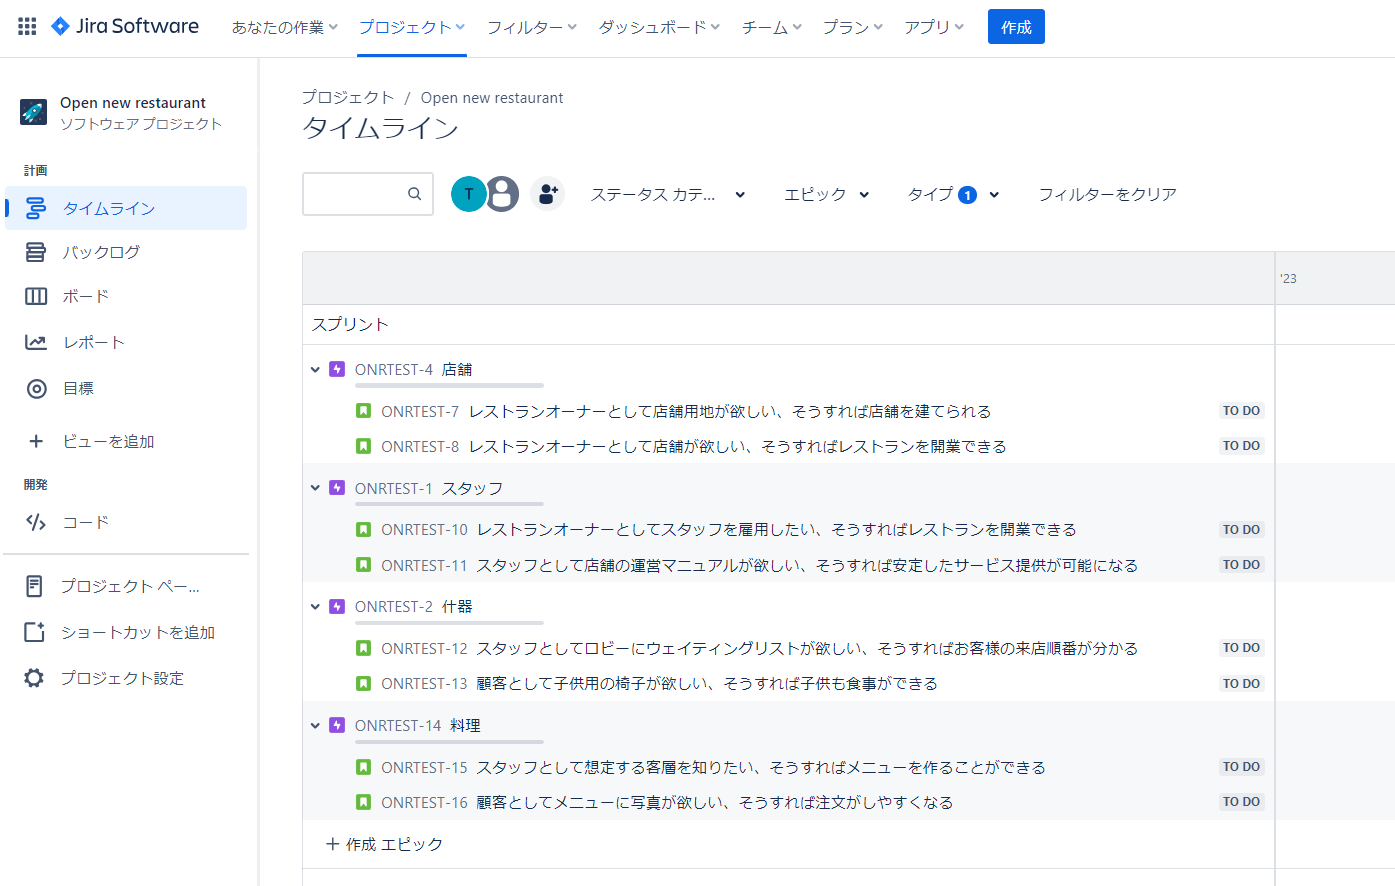 Jira Software あなたの作業 プロジェクト フィルター ダッシュボード チーム プラン アプリ 作成
Open new restaurant
ソフトウェア プロジェクト
計画
タイムライン
バックログ
ボード
レポート
目標
ビューを追加
開発
コード
プロジェクト ペー...
ショートカットを追加
プロジェクト設定
プロジェクト / Open new restaurant
タイムライン
T ステータス カテ... エピック タイプ 1 フィルターをクリア
'23
スプリント
ONRTEST-4 店舗
ONRTEST-7 レストランオーナーとして店舗用地が欲しい、そうすれば店舗を建てられる TO DO
ONRTEST-8 レストランオーナーとして店舗が欲しい、そうすればレストランを開業できる TO DO
ONRTEST-1 スタッフ
ONRTEST-10 レストランオーナーとしてスタッフを雇用したい、そうすればレストランを開業できる TO DO
ONRTEST-11 スタッフとして店舗の運営マニュアルが欲しい、そうすれば安定したサービス提供が可能になる TO DO
ONRTEST-2 什器
ONRTEST-12 スタッフとしてロビーにウェイティングリストが欲しい、そうすればお客様の来店順番が分かる TO DO
ONRTEST-13 顧客として子供用の椅子が欲しい、そうすれば子供も食事ができる TO DO
ONRTEST-14 料理
ONRTEST-15 スタッフとして想定する客層を知りたい、そうすればメニューを作ることができる TO DO
ONRTEST-16 顧客としてメニューに写真が欲しい、そうすれば注文がしやすくなる TO DO
+ 作成 エピック